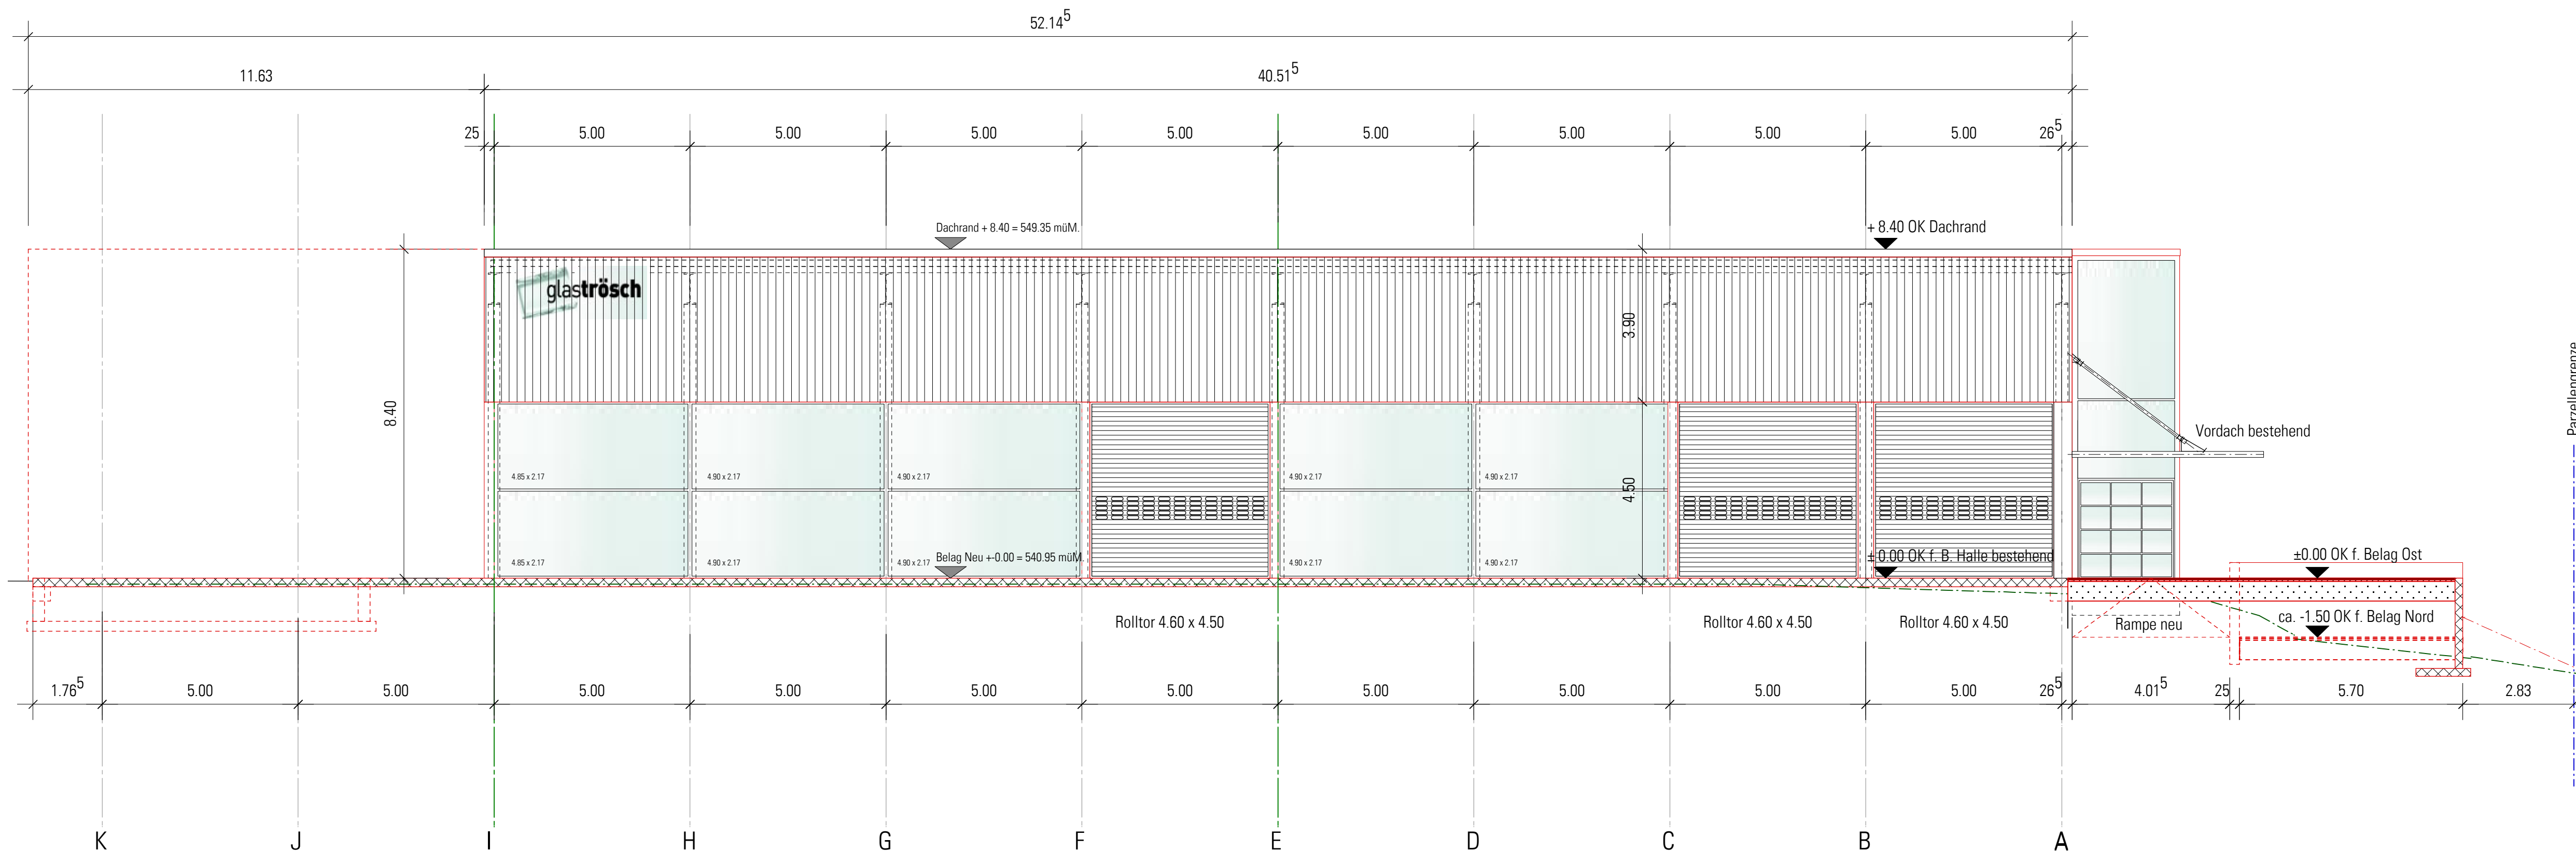 52.14⁵
11.63
40.51⁵
25
5.00
5.00
5.00
5.00
5.00
5.00
5.00
5.00
26⁵
Dachrand + 8.40 = 549.35 müM.
+ 8.40 OK Dachrand
glaströsch
3.90
Parzellengrenze
8.40
Vordach bestehend
4.85 x 2.17
4.90 x 2.17
4.90 x 2.17
4.90 x 2.17
4.90 x 2.17
4.50
Belag Neu +-0.00 = 540.95 müM.
± 0.00 OK f. B. Halle bestehend
±0.00 OK f. Belag Ost
4.85 x 2.17
4.90 x 2.17
4.90 x 2.17
4.90 x 2.17
4.90 x 2.17
Rolltor 4.60 x 4.50
Rolltor 4.60 x 4.50
Rolltor 4.60 x 4.50
Rampe neu
ca. -1.50 OK f. Belag Nord
1.76⁵
5.00
5.00
5.00
5.00
5.00
5.00
5.00
5.00
5.00
5.00
26⁵
4.01⁵
25
5.70
2.83
K
J
I
H
G
F
E
D
C
B
A